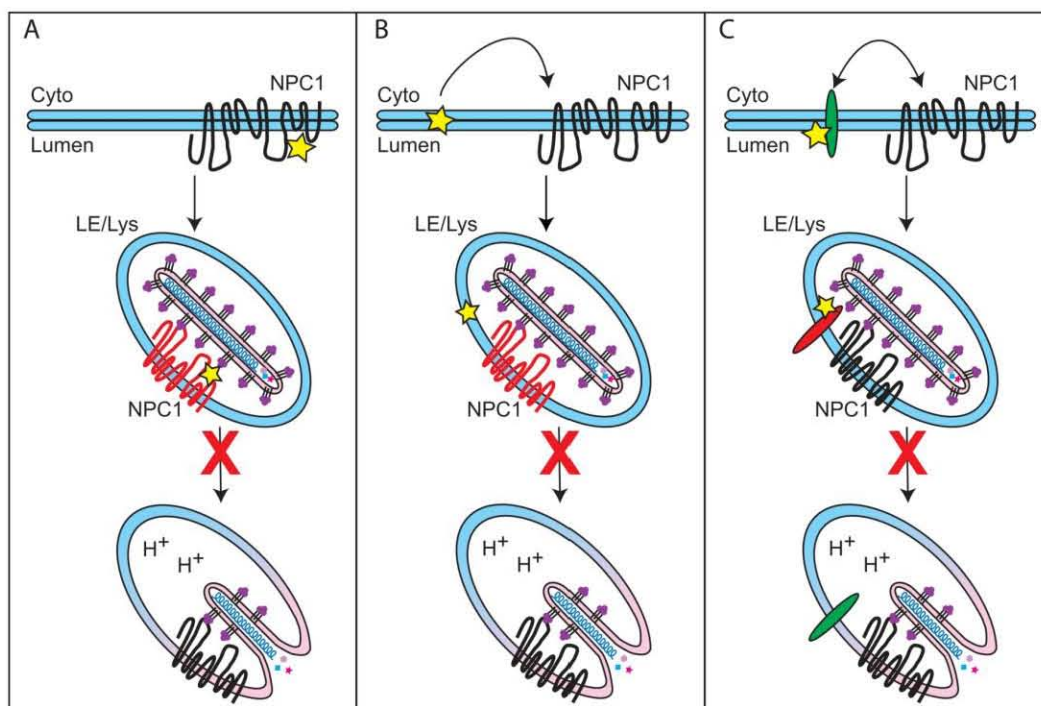 A
NPC1
Cyto
Lumen
LE/Lys
NPC1
X
H+
H+
B
NPC1
Cyto
Lumen
LE/Lys
NPC1
X
H+
H+
C
NPC1
Cyto
Lumen
LE/Lys
NPC1
X
H+
H+